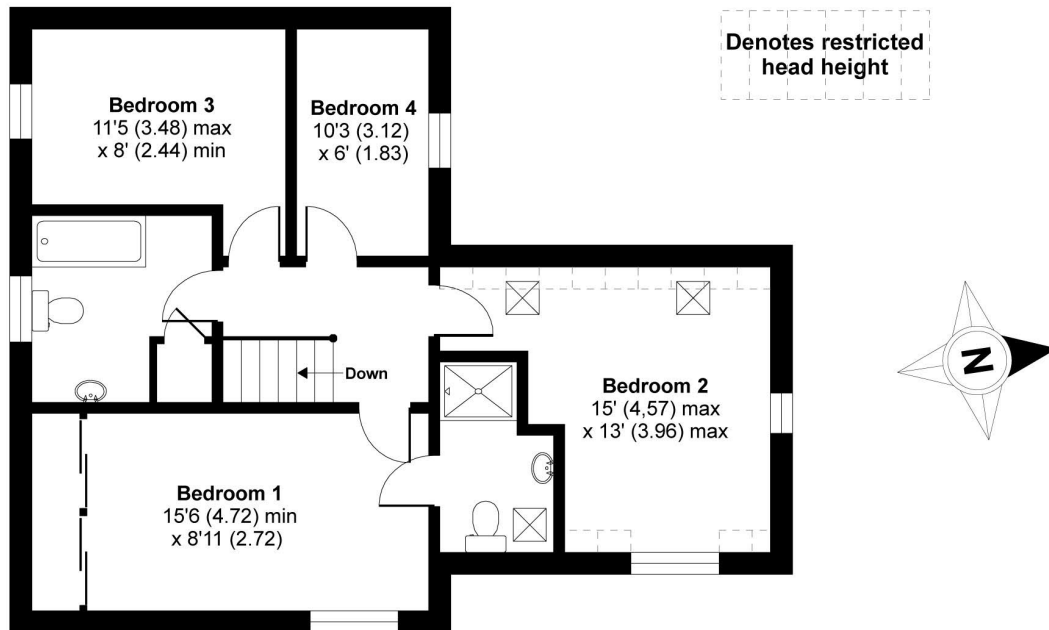 Denotes restricted
head height
Bedroom 3
11'5 (3.48) max
x 8' (2.44) min
Bedroom 4
10'3 (3.12)
x 6' (1.83)
Down
Bedroom 2
15' (4,57) max
x 13' (3.96) max
N
Bedroom 1
15'6 (4.72) min
x 8'11 (2.72)